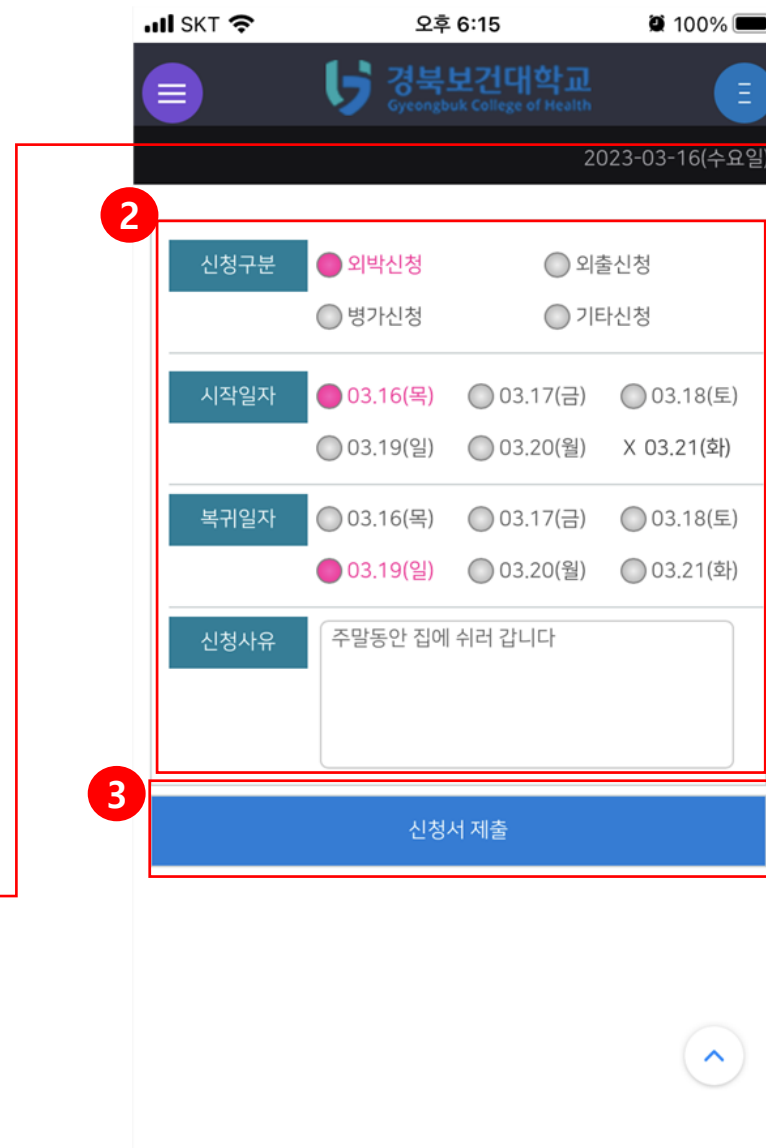 SKT 오후 6:15 100%
경북보건대학교
Gyeongbuk College of Health
2023-03-16(수요일)
2
신청구분 외박신청 외출신청
병가신청 기타신청
시작일자 03.16(목) 03.17(금) 03.18(토)
03.19(일) 03.20(월) X 03.21(화)
복귀일자 03.16(목) 03.17(금) 03.18(토)
03.19(일) 03.20(월) 03.21(화)
신청사유 주말동안 집에 쉬러 갑니다
3
신청서 제출